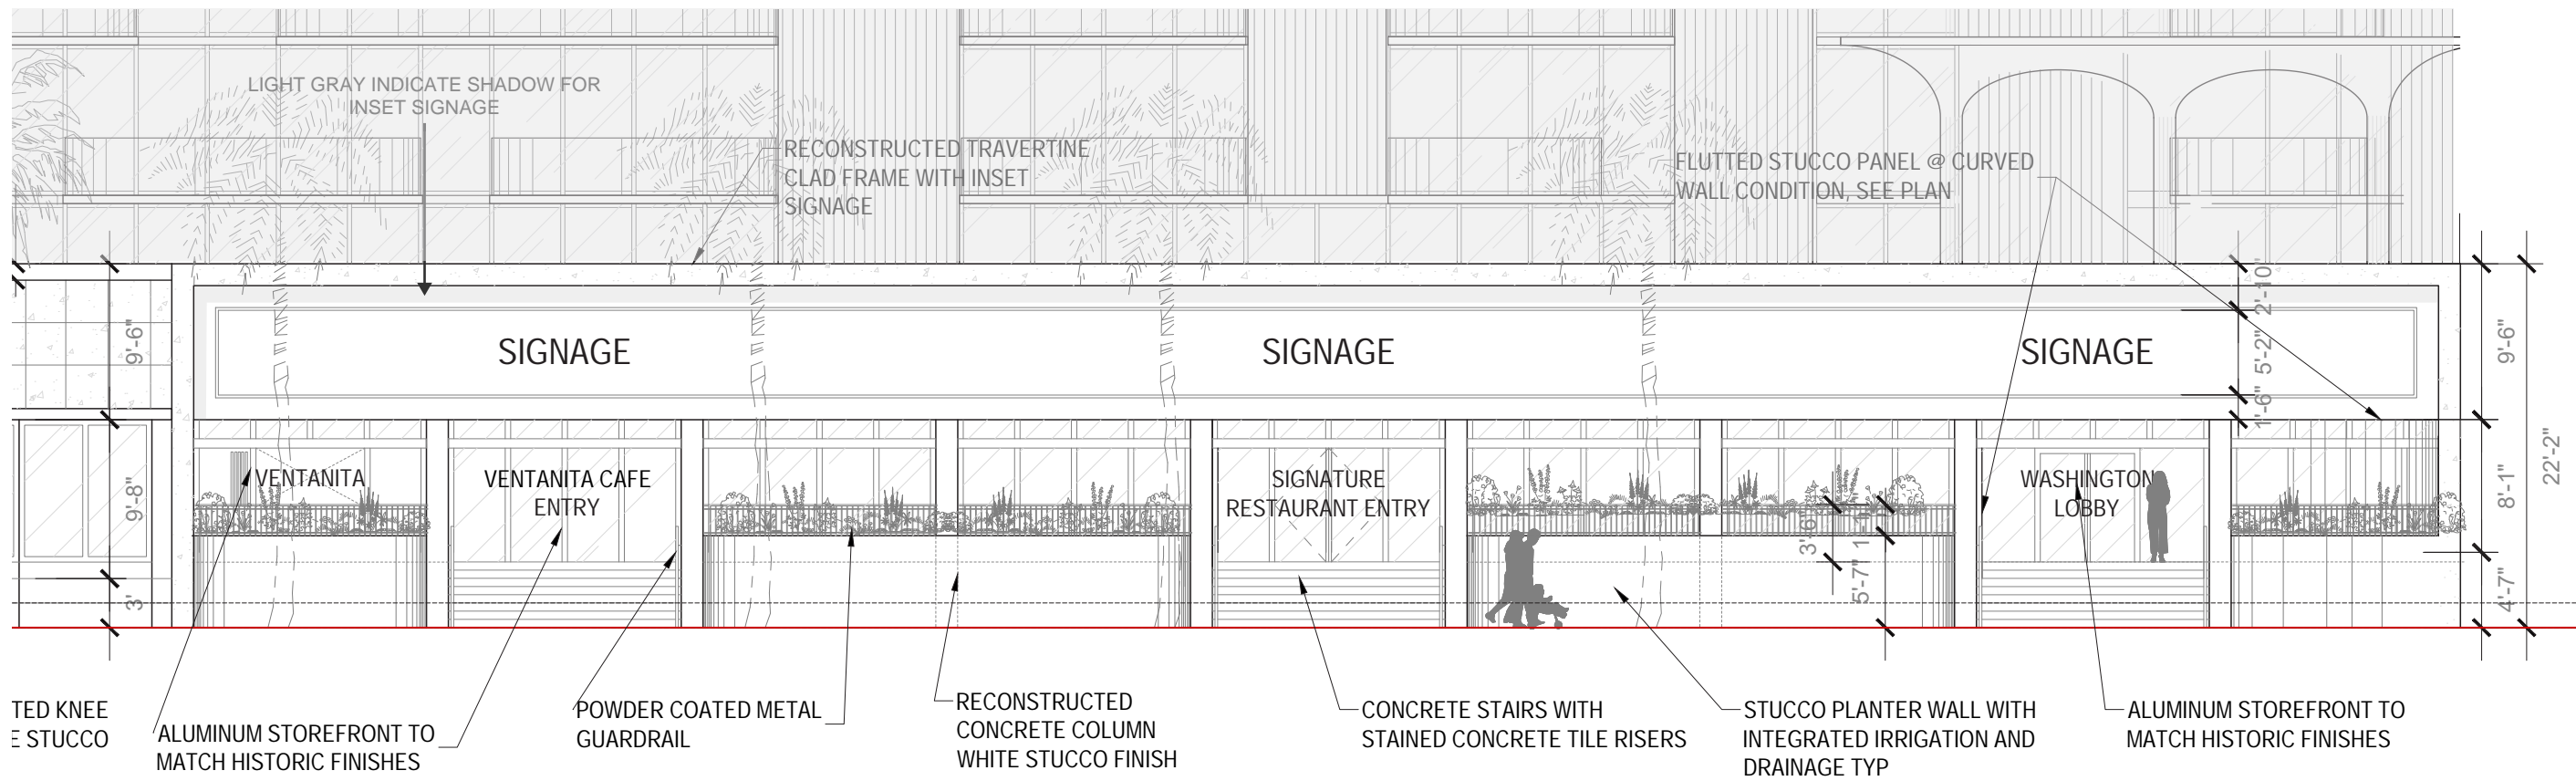 LIGHT GRAY INDICATE SHADOW FOR
INSET SIGNAGE
RECONSTRUCTED TRAVERTINE
CLAD FRAME WITH INSET
SIGNAGE
FLUTTED STUCCO PANEL @ CURVED
WALL CONDITION, SEE PLAN
9'-6"
9'-8"
3'
SIGNAGE
SIGNAGE
SIGNAGE
2'-10"
5'-2"
1'-6"
9'-6"
8'-1"
4'-7"
22'-2"
VENTANITA
VENTANITA CAFE
ENTRY
SIGNATURE
RESTAURANT ENTRY
WASHINGTON
LOBBY
3'-6"
5'-7"
TED KNEE
E STUCCO
ALUMINUM STOREFRONT TO
MATCH HISTORIC FINISHES
POWDER COATED METAL
GUARDRAIL
RECONSTRUCTED
CONCRETE COLUMN
WHITE STUCCO FINISH
CONCRETE STAIRS WITH
STAINED CONCRETE TILE RISERS
STUCCO PLANTER WALL WITH
INTEGRATED IRRIGATION AND
DRAINAGE TYP
ALUMINUM STOREFRONT TO
MATCH HISTORIC FINISHES